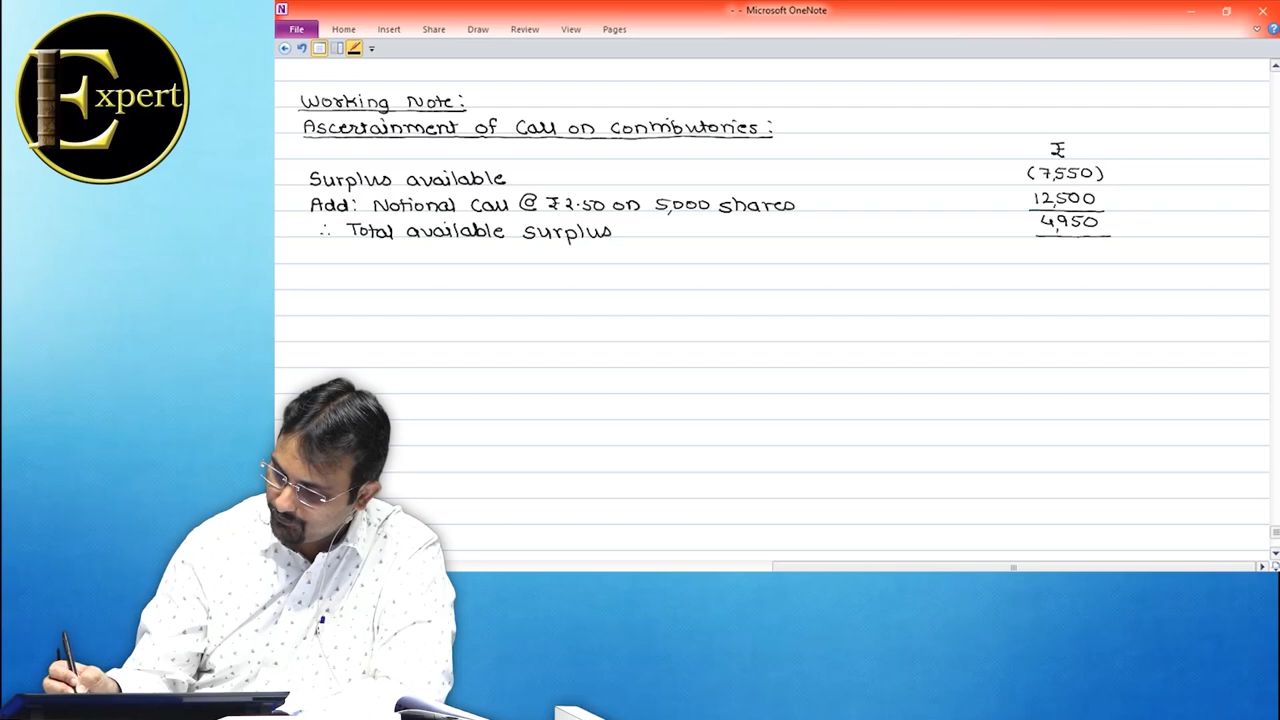 Expert
- - Microsoft OneNote
File Home Insert Share Draw Review View Pages
Working Note:
Ascertainment of Call on Contributories:
₹
Surplus available (7,550)
Add: Notional Call @ ₹2.50 on 5,000 shares 12,500
∴ Total available surplus 4,950